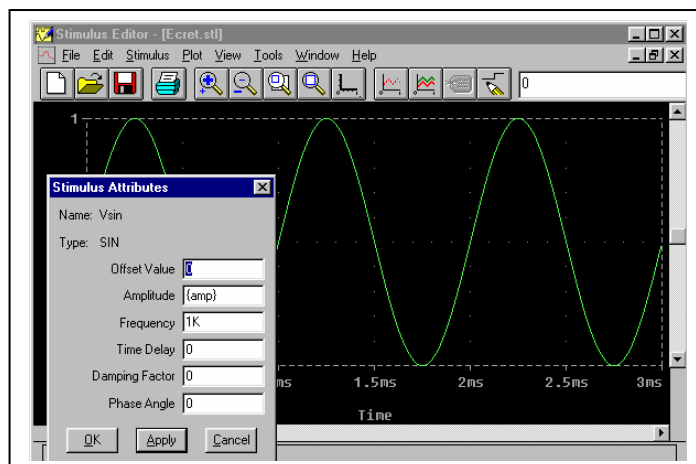 Stimulus Editor - [Ecret.stl]
File Edit Stimulus Plot View Tools Window Help
0
1
Stimulus Attributes
Name: Vsin
Type: SIN
Offset Value 0
Amplitude {amp}
Frequency 1K
Time Delay 0
Damping Factor 0
Phase Angle 0
OK Apply Cancel
ms 1.5ms 2ms 2.5ms 3ms
Time